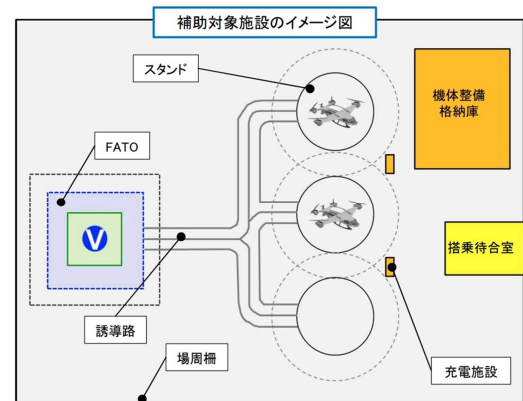 補助対象施設のイメージ図
スタンド
機体整備
格納庫
FATO
V
搭乗待合室
誘導路
場周柵
充電施設